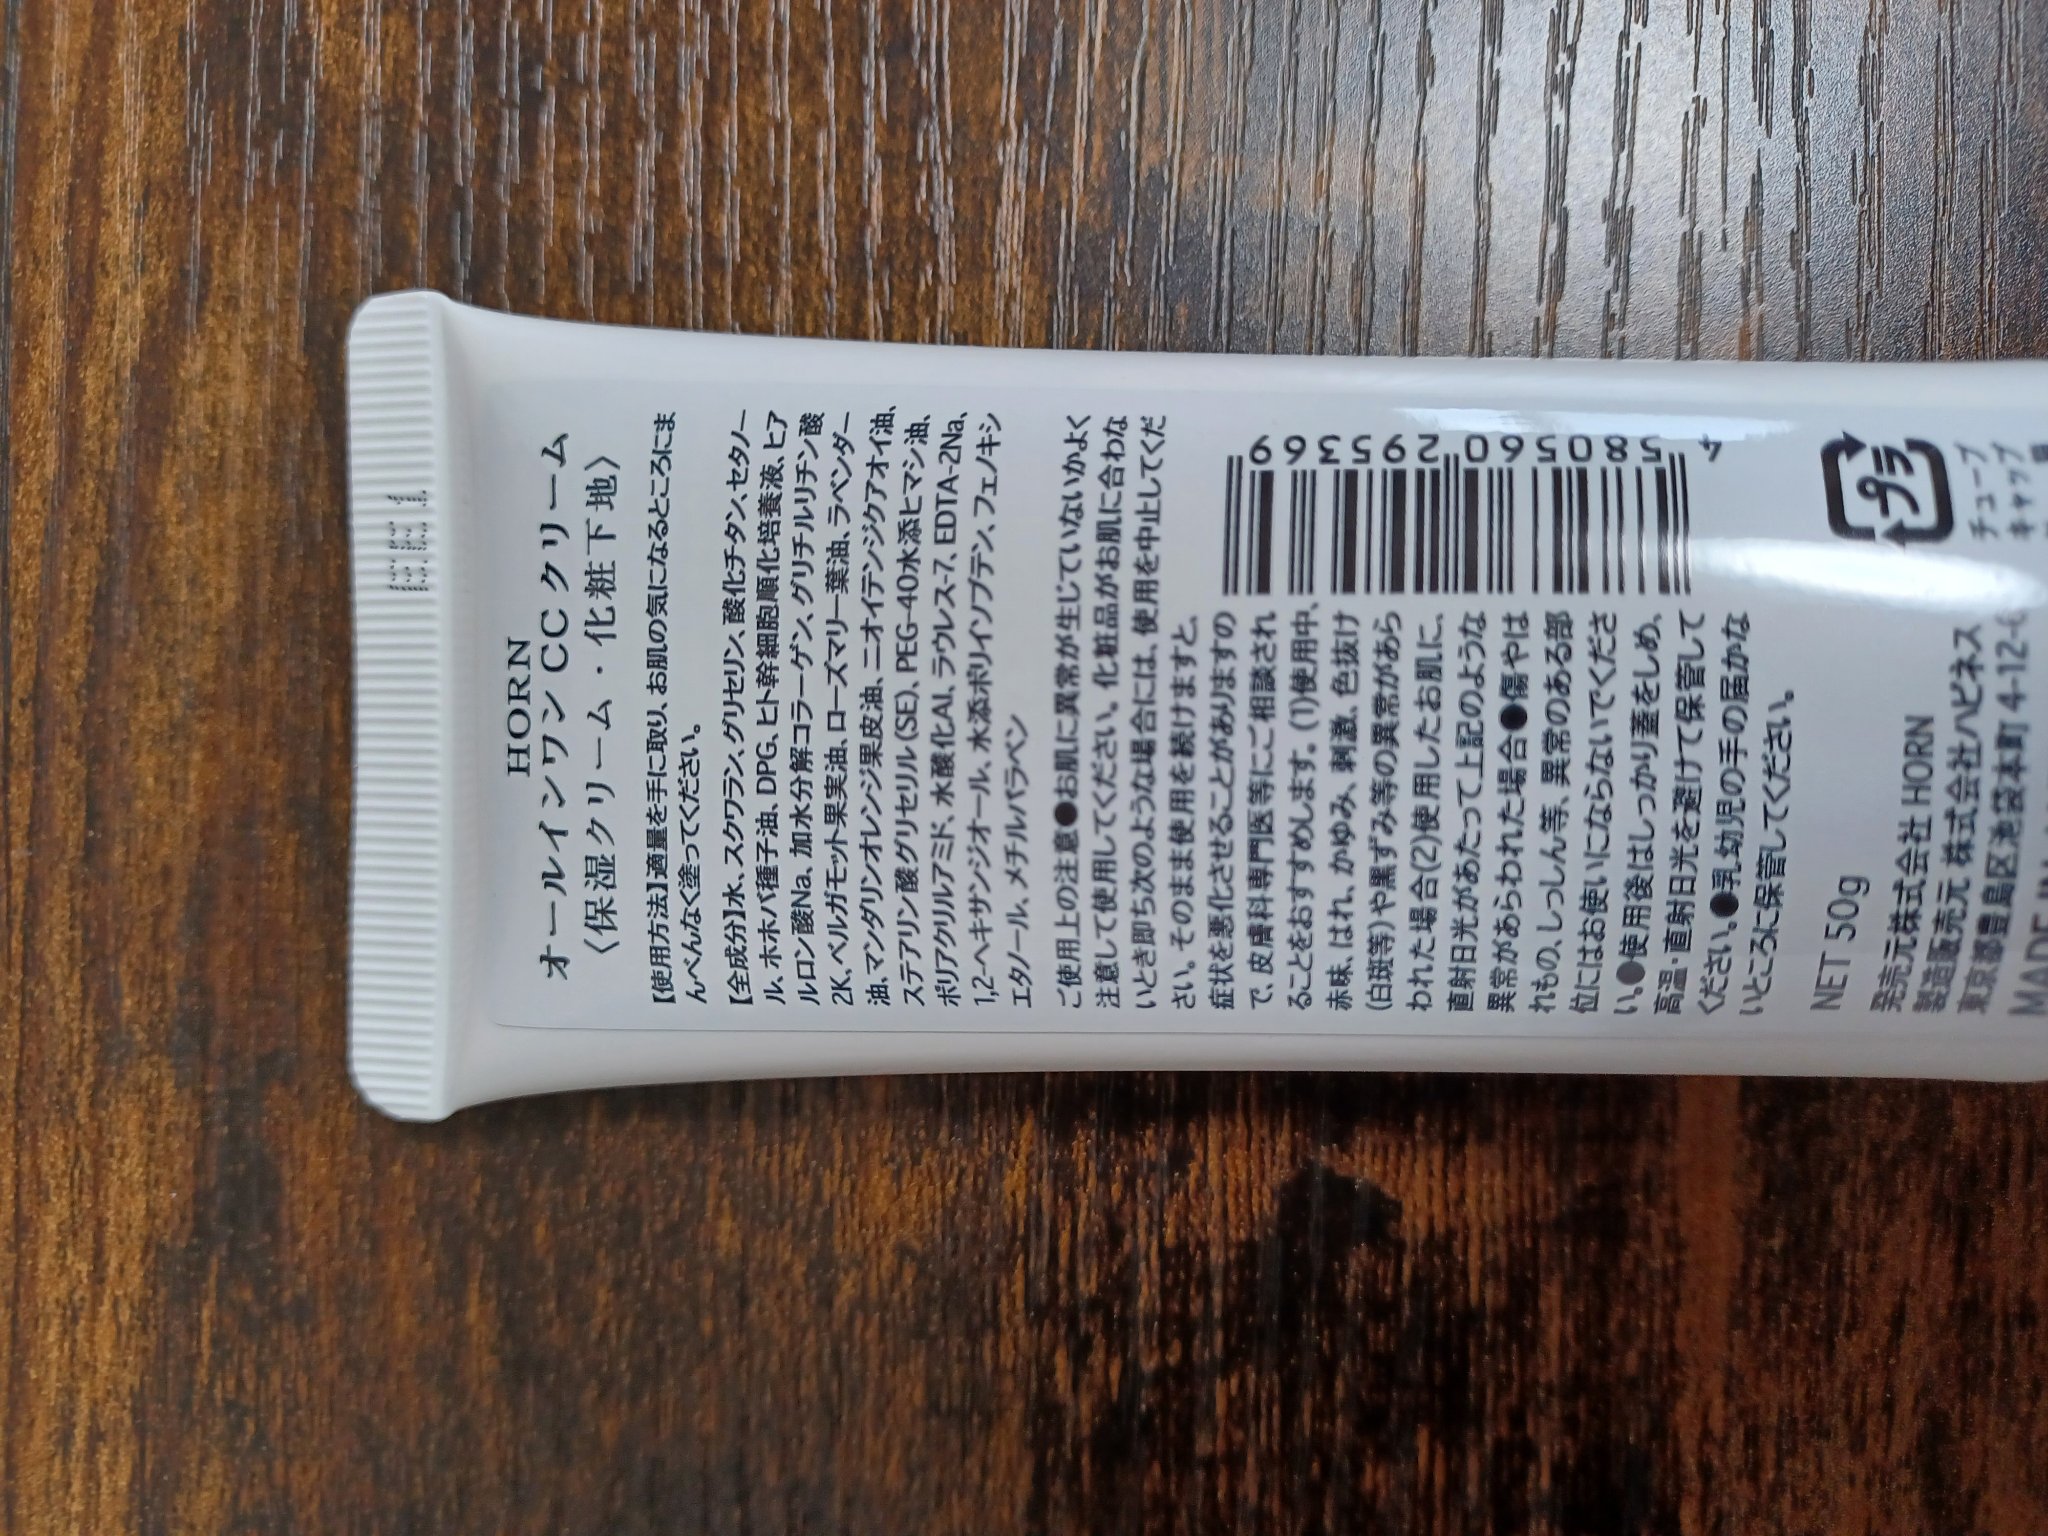 HORN
オールインワン CC クリーム
〈保湿クリーム・化粧下地〉
【使用方法】適量を手に取り、お肌の気になるところにま
んべんなく塗ってください。
【全成分】水、スクワラン、グリセリン、酸化チタン、セタノー
ル、ホホバ種子油、DPG、ヒト幹細胞順化培養液、ヒア
ルロン酸Na、加水分解コラーゲン、グリチルリチン酸
2K、ベルガモット果実油、ローズマリー葉油、ラベンダー
油、マンダリンオレンジ果皮油、ニオイテンジクアオイ油、
ステアリン酸グリセリル(SE)、PEG-40水添ヒマシ油、
ポリアクリルアミド、水酸化Al、ラウレス-7、EDTA-2Na、
1,2-ヘキサンジオール、水添ポリイソブテン、フェノキシ
エタノール、メチルパラベン
ご使用上の注意●お肌に異常が生じていないかよく
注意して使用してください。化粧品がお肌に合わな
いとき即ち次のような場合には、使用を中止してくだ
さい。そのまま使用を続けますと、
症状を悪化させることがありますの
で、皮膚科専門医等にご相談され
ることをおすすめします。(1)使用中、
赤味、はれ、かゆみ、刺激、色抜け
(白斑等)や黒ずみ等の異常があら
われた場合(2)使用したお肌に、
直射日光があたって上記のような
異常があらわれた場合●傷やは
れもの、しっしん等、異常のある部
位にはお使いにならないでくださ
い。●使用後はしっかり蓋をしめ、
高温・直射日光を避けて保管して
ください。●乳幼児の手の届かな
いところに保管してください。
4 580560 295369
NET 50g
プラ
チューブ
キャップ
発売元株式会社 HORN
製造販売元 株式会社ハピネス
東京都豊島区池袋本町 4-12-
MADE